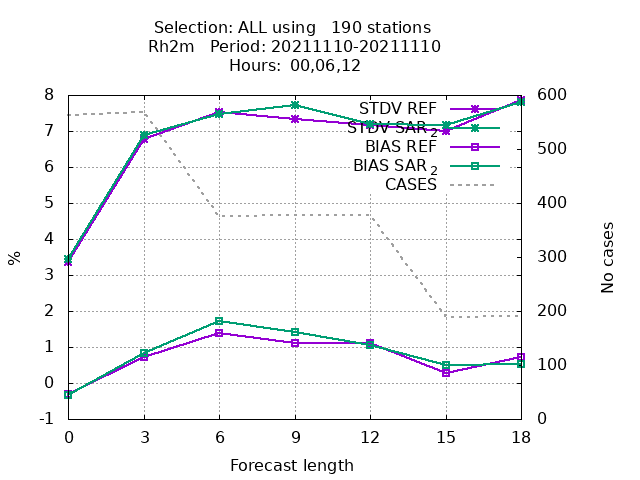 Selection: ALL using   190 stations
Rh2m   Period: 20211110-20211110
Hours: 00,06,12
8
7
6
5
4
3
2
1
0
-1
%
STDV REF
STDV SAR 2
BIAS REF
BIAS SAR 2
CASES
600
500
400
300
200
100
0
No cases
0 3 6 9 12 15 18
Forecast length